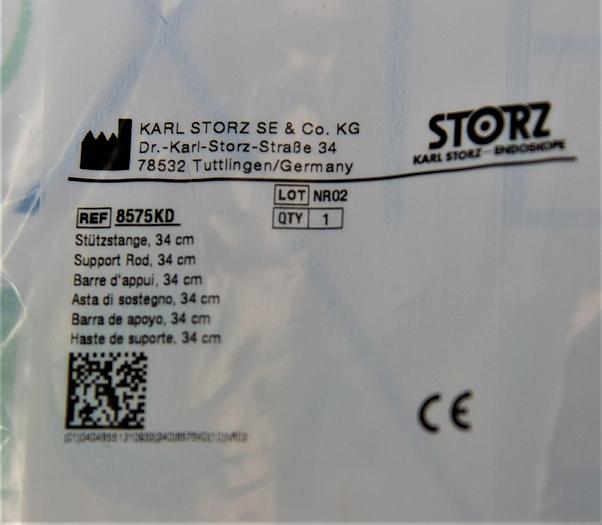 KARL STORZ SE & Co. KG
Dr.-Karl-Storz-Straße 34
78532 Tuttlingen/Germany
STORZ
KARL STORZ—ENDOSKOPE
LOT NR02
QTY 1
REF 8575KD
Stützstange, 34 cm
Support Rod, 34 cm
Barre d'appui, 34 cm
Asta di sostegno, 34 cm
Barra de apoyo, 34 cm
Haste de suporte, 34 cm
CE